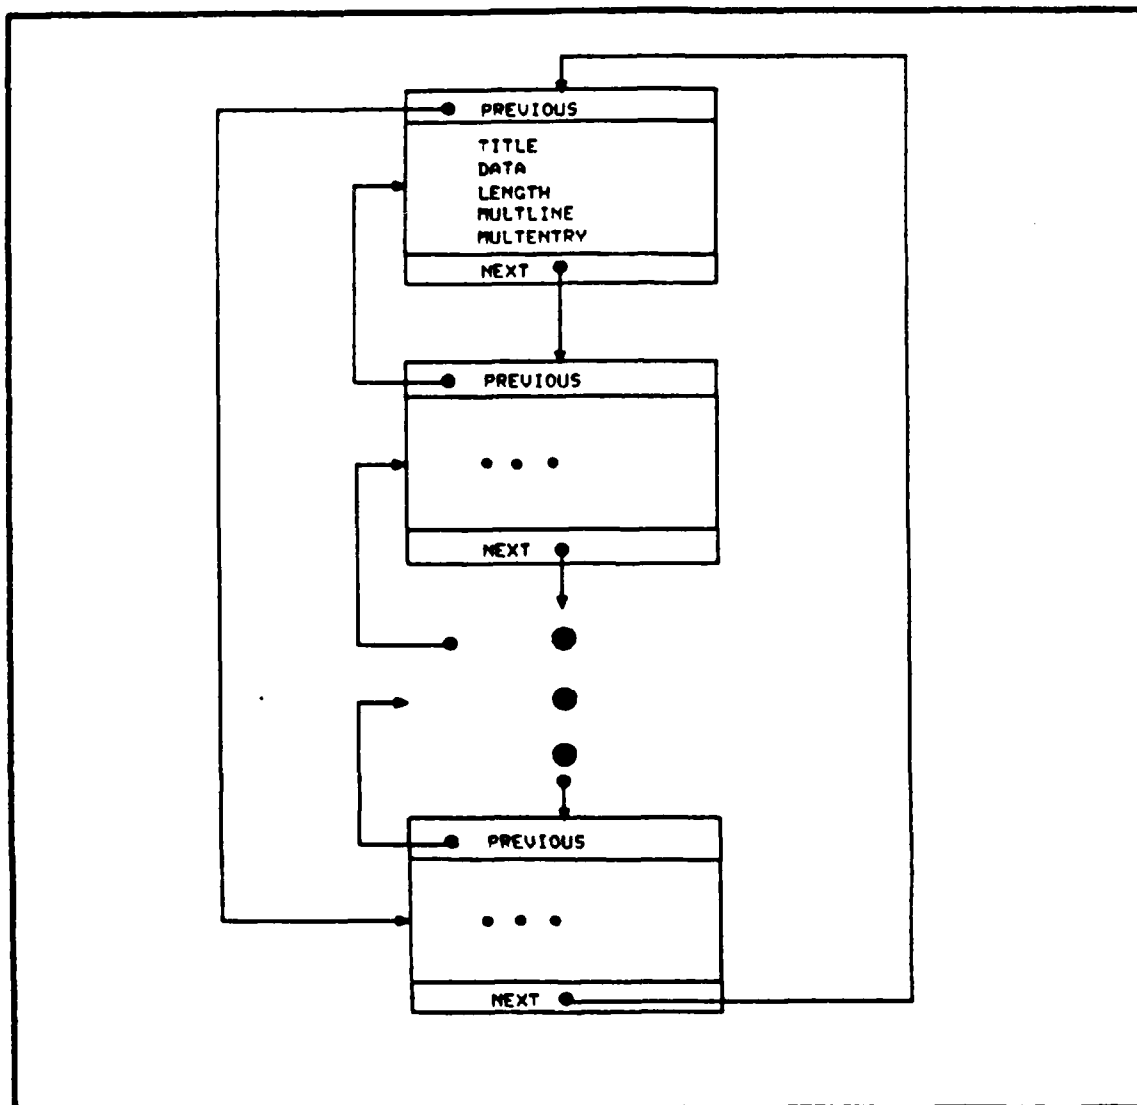 PREVIOUS
TITLE
DATA
LENGTH
MULTLINE
MULTENTRY
NEXT
PREVIOUS
NEXT
PREVIOUS
NEXT